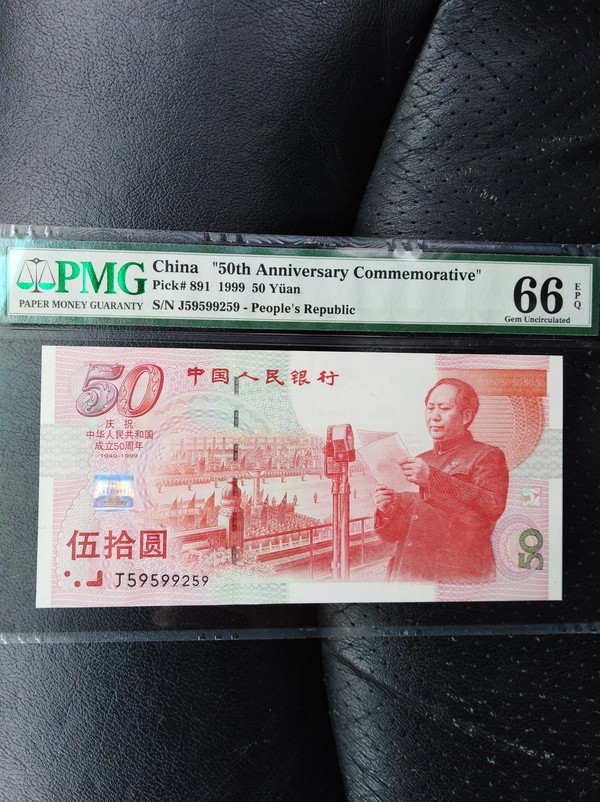 PMG
PAPER MONEY GUARANTY
China "50th Anniversary Commemorative"
Pick# 891 1999 50 Yüan
S/N J59599259 - People's Republic
66
EPQ
Gem Uncirculated
50
中国人民银行
庆祝
中华人民共和国
成立50周年
1949-1999
伍拾圆
J59599259
50